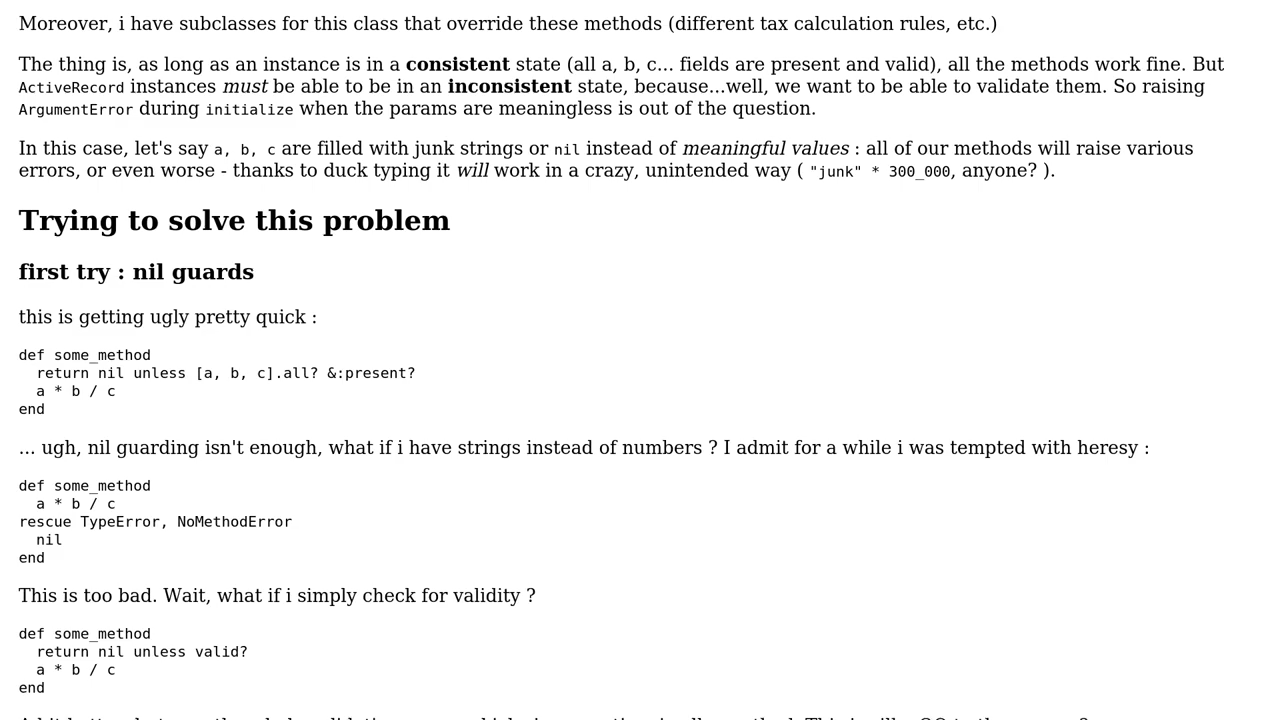 Moreover, i have subclasses for this class that override these methods (different tax calculation rules, etc.)
The thing is, as long as an instance is in a consistent state (all a, b, c... fields are present and valid), all the methods work fine. But
ActiveRecord instances must be able to be in an inconsistent state, because...well, we want to be able to validate them. So raising
ArgumentError during initialize when the params are meaningless is out of the question.
In this case, let's say a, b, c are filled with junk strings or nil instead of meaningful values : all of our methods will raise various
errors, or even worse - thanks to duck typing it will work in a crazy, unintended way ( "junk" * 300_000, anyone? ).
Trying to solve this problem
first try : nil guards
this is getting ugly pretty quick :
def some_method
  return nil unless [a, b, c].all? &:present?
  a * b / c
end
... ugh, nil guarding isn't enough, what if i have strings instead of numbers ? I admit for a while i was tempted with heresy :
def some_method
  a * b / c
rescue TypeError, NoMethodError
  nil
end
This is too bad. Wait, what if i simply check for validity ?
def some_method
  return nil unless valid?
  a * b / c
end